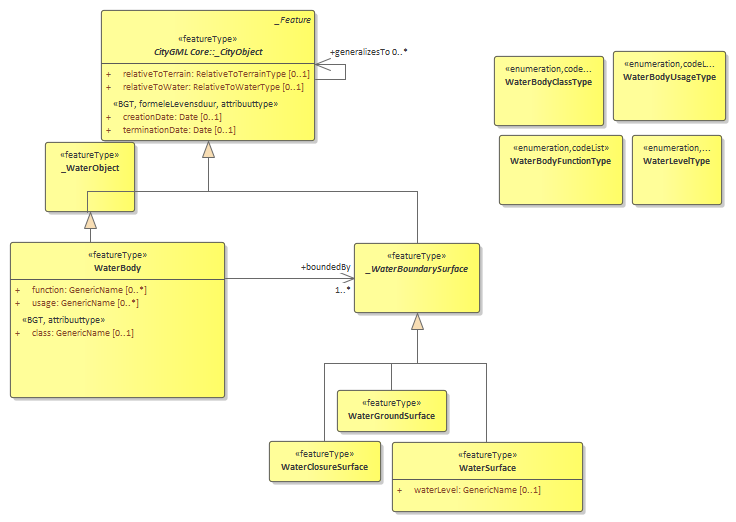 _Feature
«featureType»
CityGML Core::_CityObject
+ relativeToTerrain: RelativeToTerrainType [0..1]
+ relativeToWater: RelativeToWaterType [0..1]
«BGT, formeleLevensduur, attribuuttype»
+ creationDate: Date [0..1]
+ terminationDate: Date [0..1]
+generalizesTo 0..*
«enumeration,code...
WaterBodyClassType
«enumeration,codeL...
WaterBodyUsageType
«enumeration,codeList»
WaterBodyFunctionType
«enumeration,...
WaterLevelType
«featureType»
_WaterObject
«featureType»
WaterBody
+ function: GenericName [0..*]
+ usage: GenericName [0..*]
«BGT, attribuuttype»
+ class: GenericName [0..1]
+boundedBy
1..*
«featureType»
_WaterBoundarySurface
«featureType»
WaterGroundSurface
«featureType»
WaterClosureSurface
«featureType»
WaterSurface
+ waterLevel: GenericName [0..1]